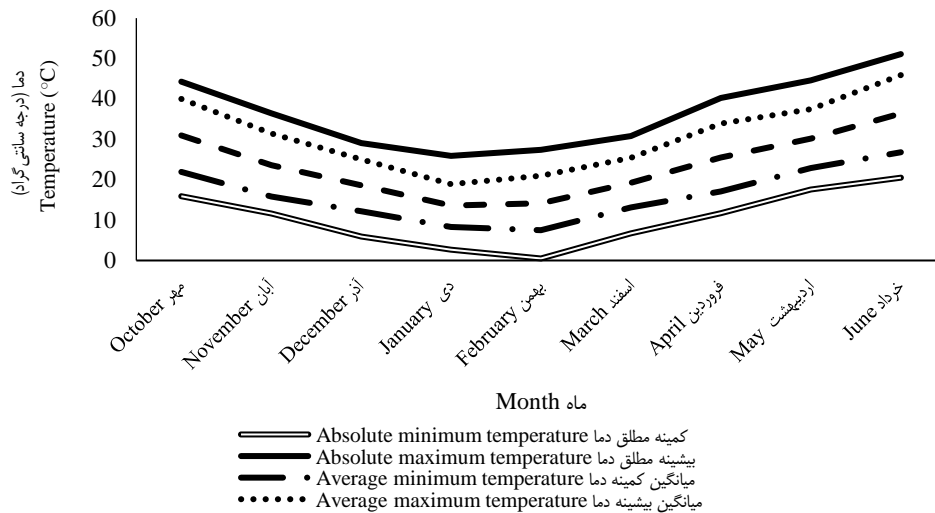 60
50
40
30
20
10
0
دما (درجه سانتی‌گراد)
Temperature (°C)
October مهر
November آبان
December آذر
January دی
February بهمن
March اسفند
April فروردین
May اردیبهشت
June خرداد
Month ماه
Absolute minimum temperature کمینه مطلق دما
Absolute maximum temperature بیشینه مطلق دما
Average minimum temperature میانگین کمینه دما
Average maximum temperature میانگین بیشینه دما